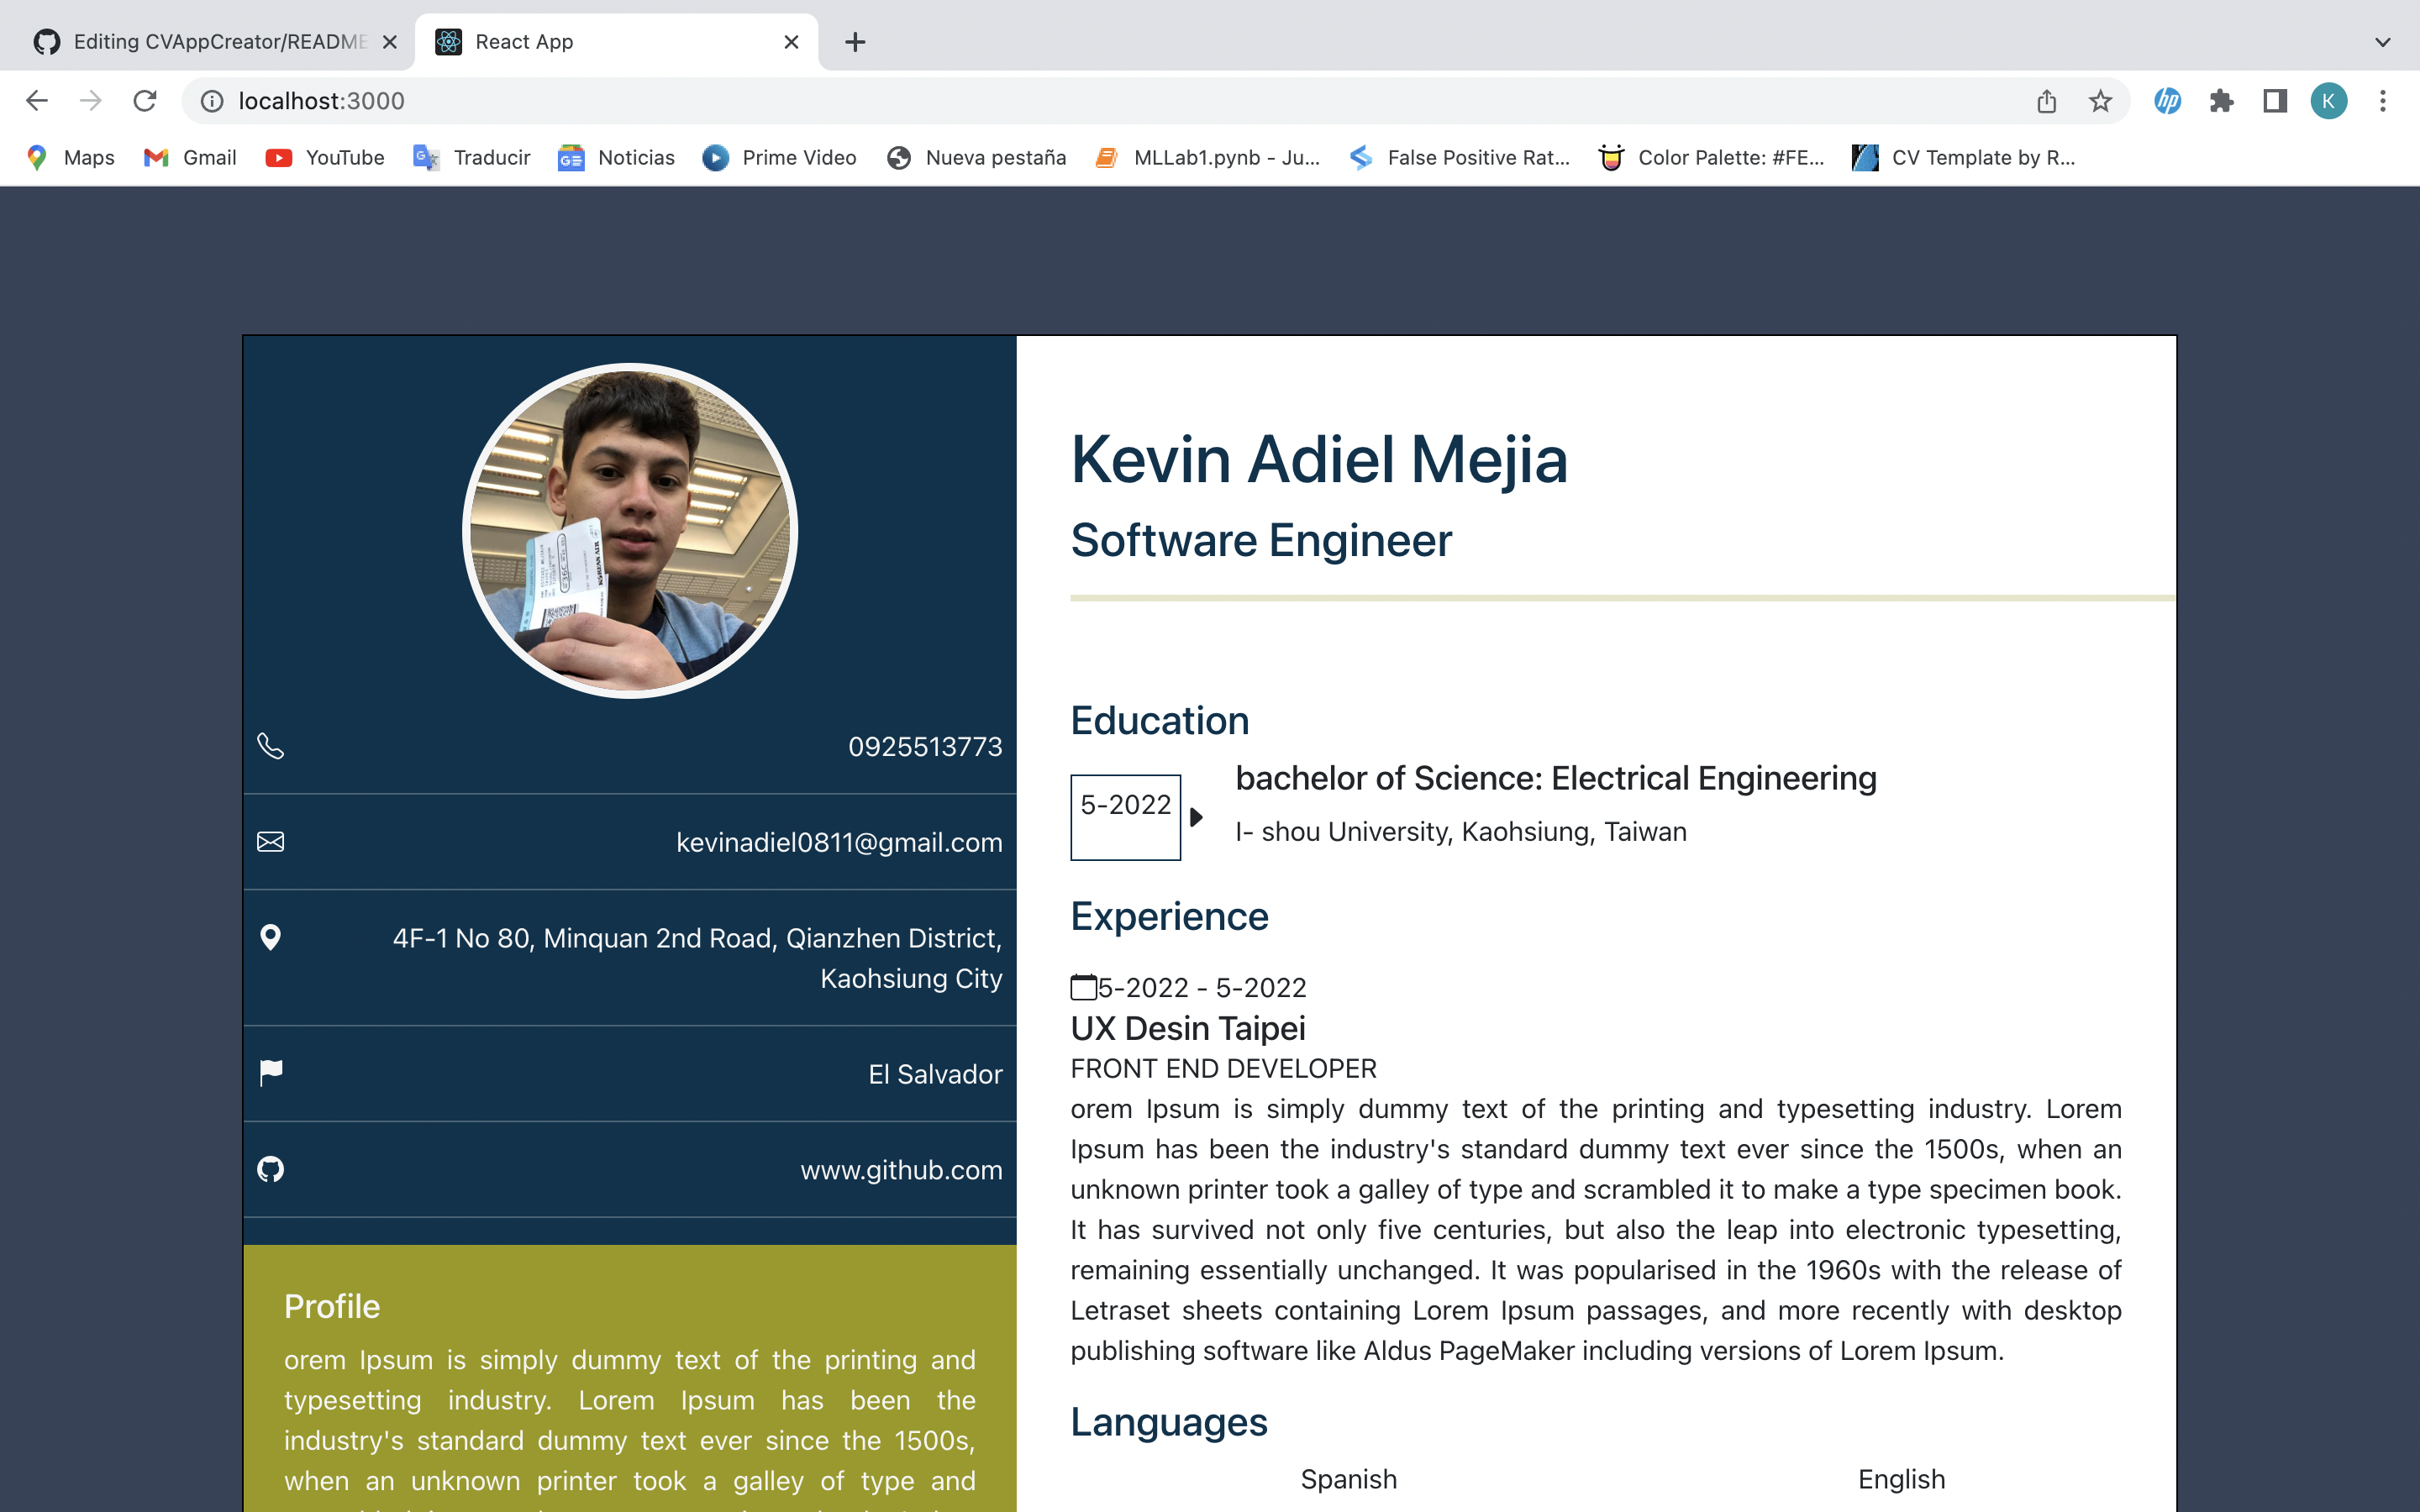 Editing CVAppCreator/README
React App
localhost:3000
K
Maps
Gmail
YouTube
Traducir
Noticias
Prime Video
Nueva pestaña
MLLab1.pynb - Ju...
False Positive Rat...
Color Palette: #FE...
CV Template by R...
KOREAN AIR
36C
0925513773
kevinadiel0811@gmail.com
4F-1 No 80, Minquan 2nd Road, Qianzhen District,
Kaohsiung City
El Salvador
www.github.com
Profile
orem Ipsum is simply dummy text of the printing and
typesetting industry. Lorem Ipsum has been the
industry's standard dummy text ever since the 1500s,
when an unknown printer took a galley of type and
Kevin Adiel Mejia
Software Engineer
Education
5-2022
bachelor of Science: Electrical Engineering
I- shou University, Kaohsiung, Taiwan
Experience
5-2022 - 5-2022
UX Desin Taipei
FRONT END DEVELOPER
orem Ipsum is simply dummy text of the printing and typesetting industry. Lorem
Ipsum has been the industry's standard dummy text ever since the 1500s, when an
unknown printer took a galley of type and scrambled it to make a type specimen book.
It has survived not only five centuries, but also the leap into electronic typesetting,
remaining essentially unchanged. It was popularised in the 1960s with the release of
Letraset sheets containing Lorem Ipsum passages, and more recently with desktop
publishing software like Aldus PageMaker including versions of Lorem Ipsum.
Languages
Spanish
English